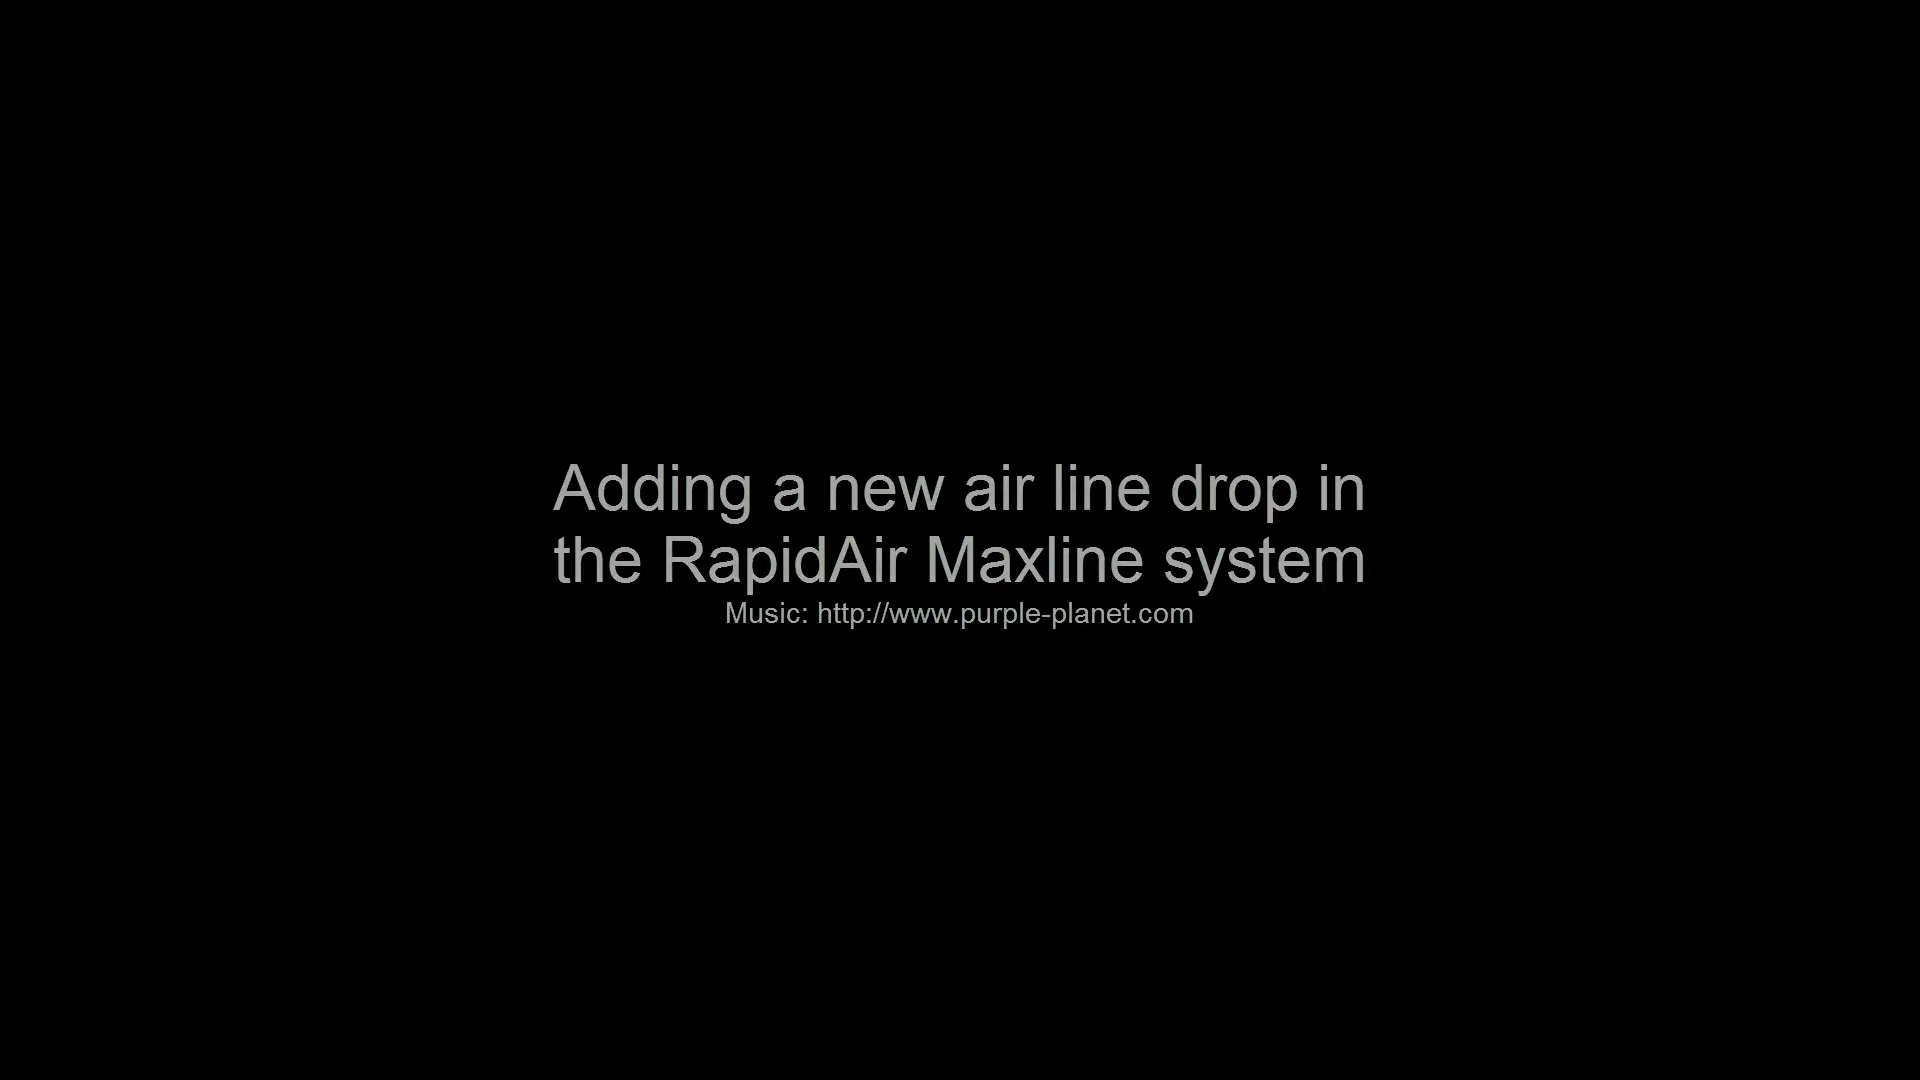 Adding a new air line drop in
the RapidAir Maxline system
Music: http://www.purple-planet.com